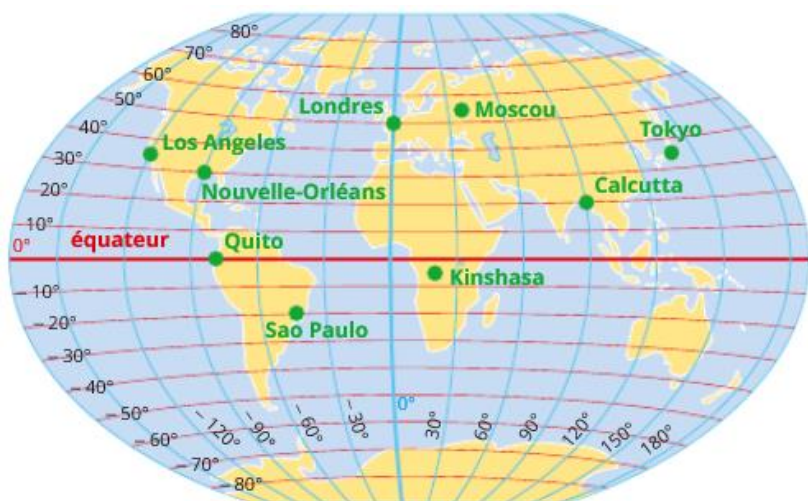 80°
70°
60°
50°
40°
30°
20°
10°
0°
Londres
Moscou
Los Angeles
Tokyo
Nouvelle-Orléans
Calcutta
équateur
Quito
Kinshasa
Sao Paulo
– 10°
– 20°
– 30°
– 40°
– 50°
– 60°
– 70°
– 80°
– 120°
– 90°
– 60°
– 30°
0°
30°
60°
90°
120°
150°
180°